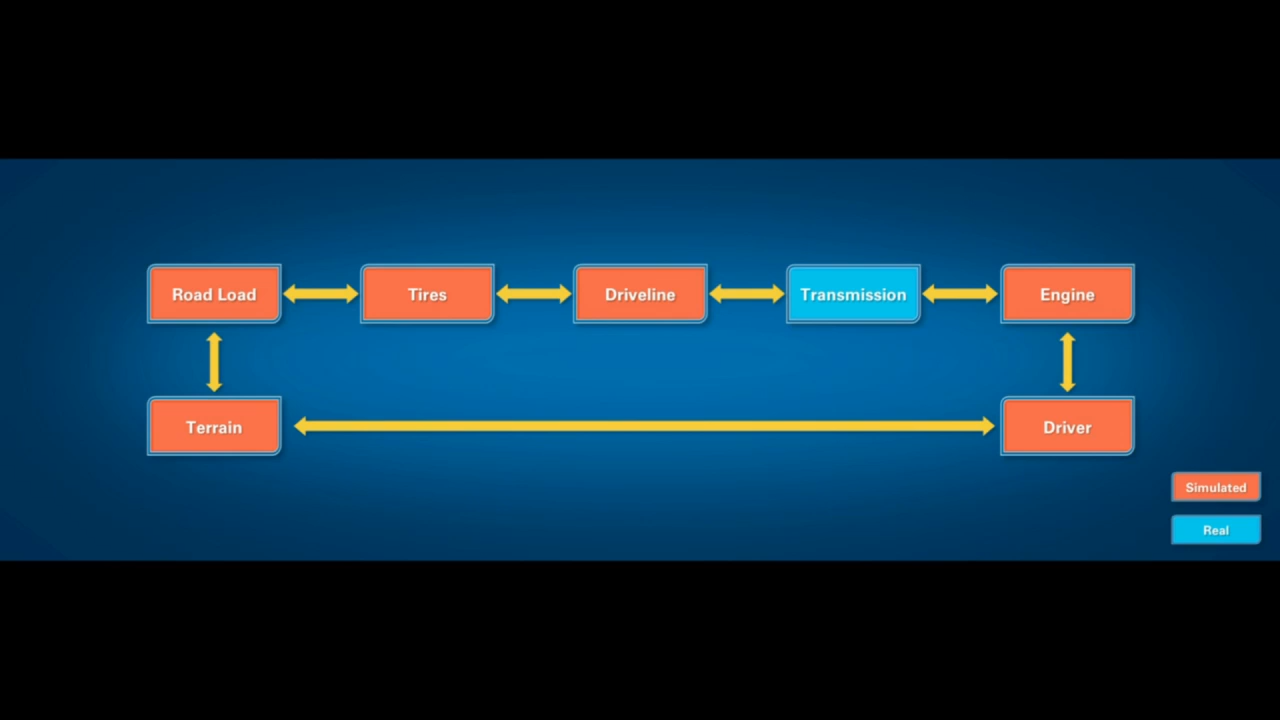 Road Load
Tires
Driveline
Transmission
Engine
Terrain
Driver
Simulated
Real